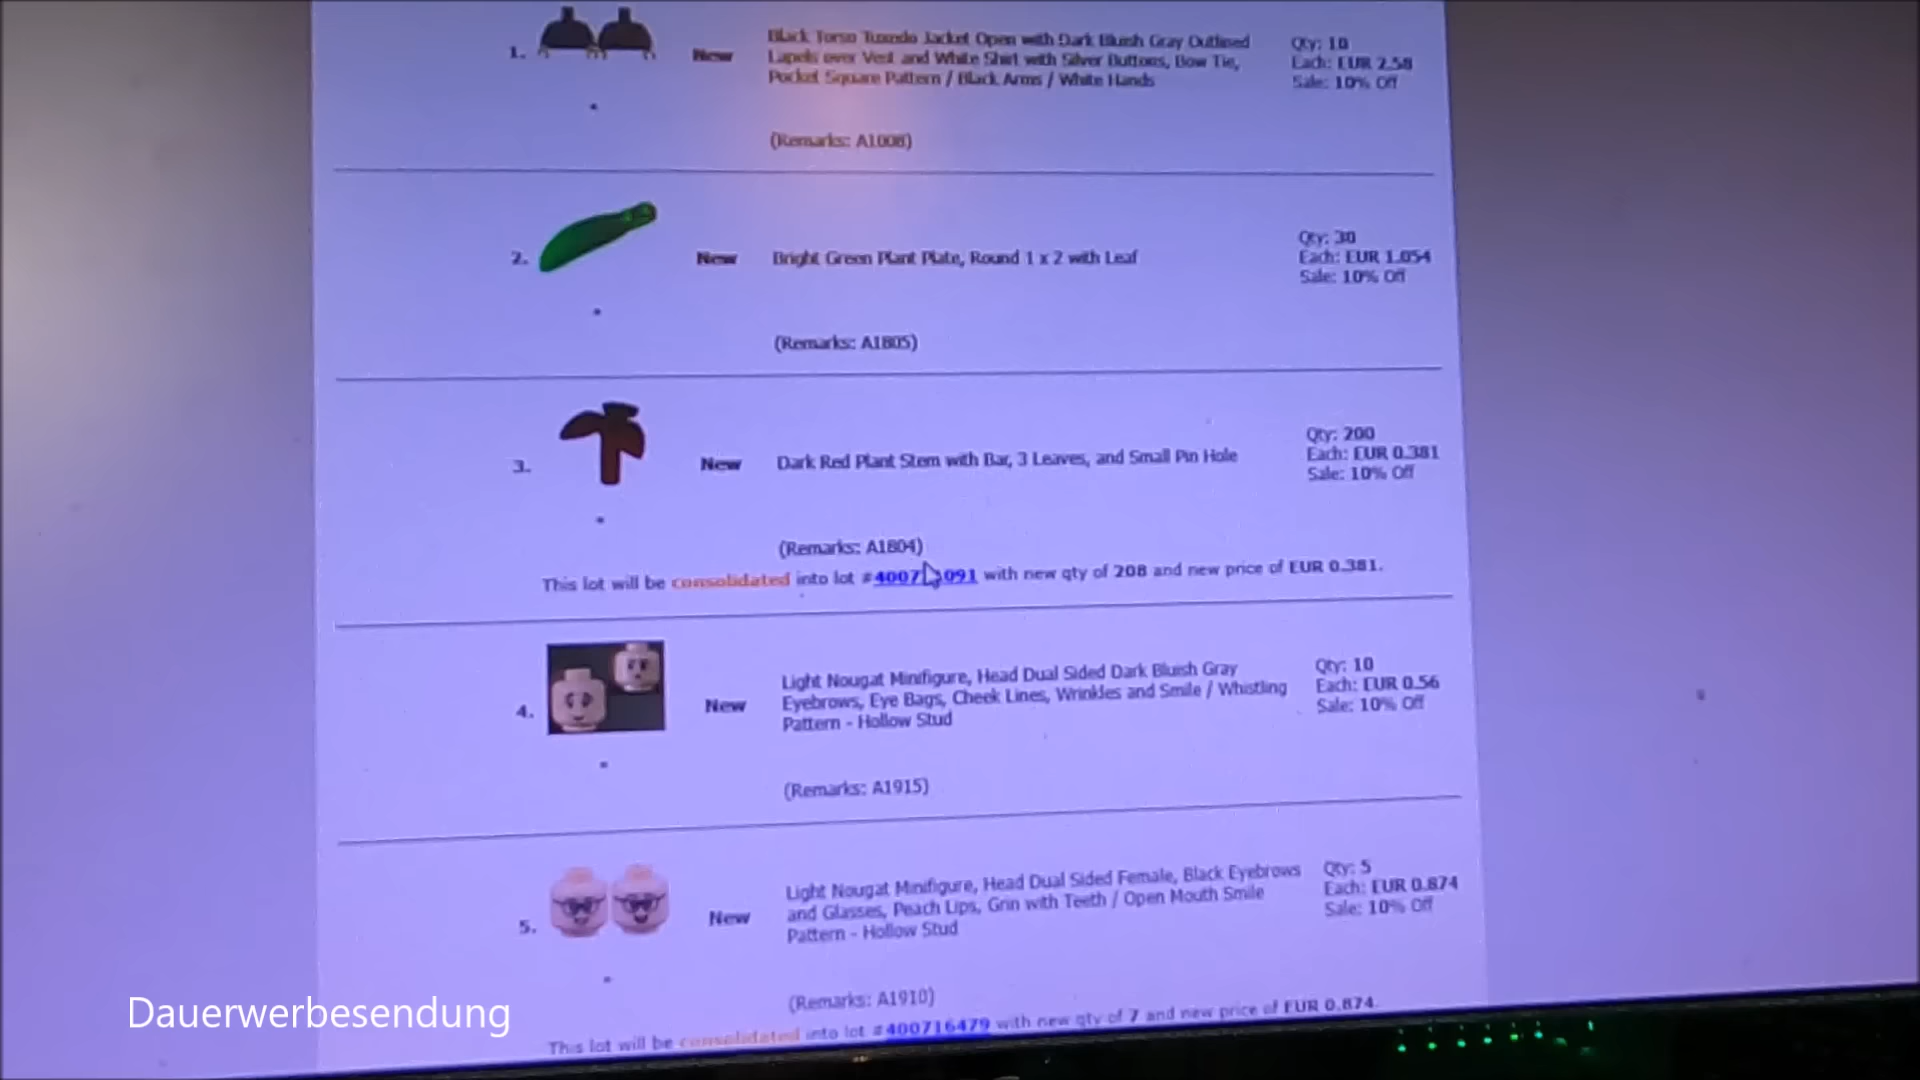 1.
New
Black Torso Tuxedo Jacket Open with Dark Bluish Gray Outlined
Lapels over Vest and White Shirt with Silver Buttons, Bow Tie,
Pocket Square Pattern / Black Arms / White Hands
Qty: 10
Each: EUR 2.58
Sale: 10% Off
(Remarks: A1008)
2.
New
Bright Green Plant Plate, Round 1 x 2 with Leaf
Qty: 30
Each: EUR 1.054
Sale: 10% Off
(Remarks: A1805)
3.
New
Dark Red Plant Stem with Bar, 3 Leaves, and Small Pin Hole
Qty: 200
Each: EUR 0.381
Sale: 10% Off
(Remarks: A1804)
This lot will be consolidated into lot with new qty of 208 and new price of EUR 0.381.
4.
New
Light Nougat Minifigure, Head Dual Sided Dark Bluish Gray
Eyebrows, Eye Bags, Cheek Lines, Wrinkles and Smile / Whistling
Pattern - Hollow Stud
Qty: 10
Each: EUR 0.56
Sale: 10% Off
(Remarks: A1915)
5.
New
Light Nougat Minifigure, Head Dual Sided Female, Black Eyebrows
and Glasses, Peach Lips, Grin with Teeth / Open Mouth Smile
Pattern - Hollow Stud
Qty: 5
Each: EUR 0.874
Sale: 10% Off
(Remarks: A1910)
This lot will be consolidated into lot #400716479 with new qty of 7 and new price of EUR 0.874.
Dauerwerbesendung